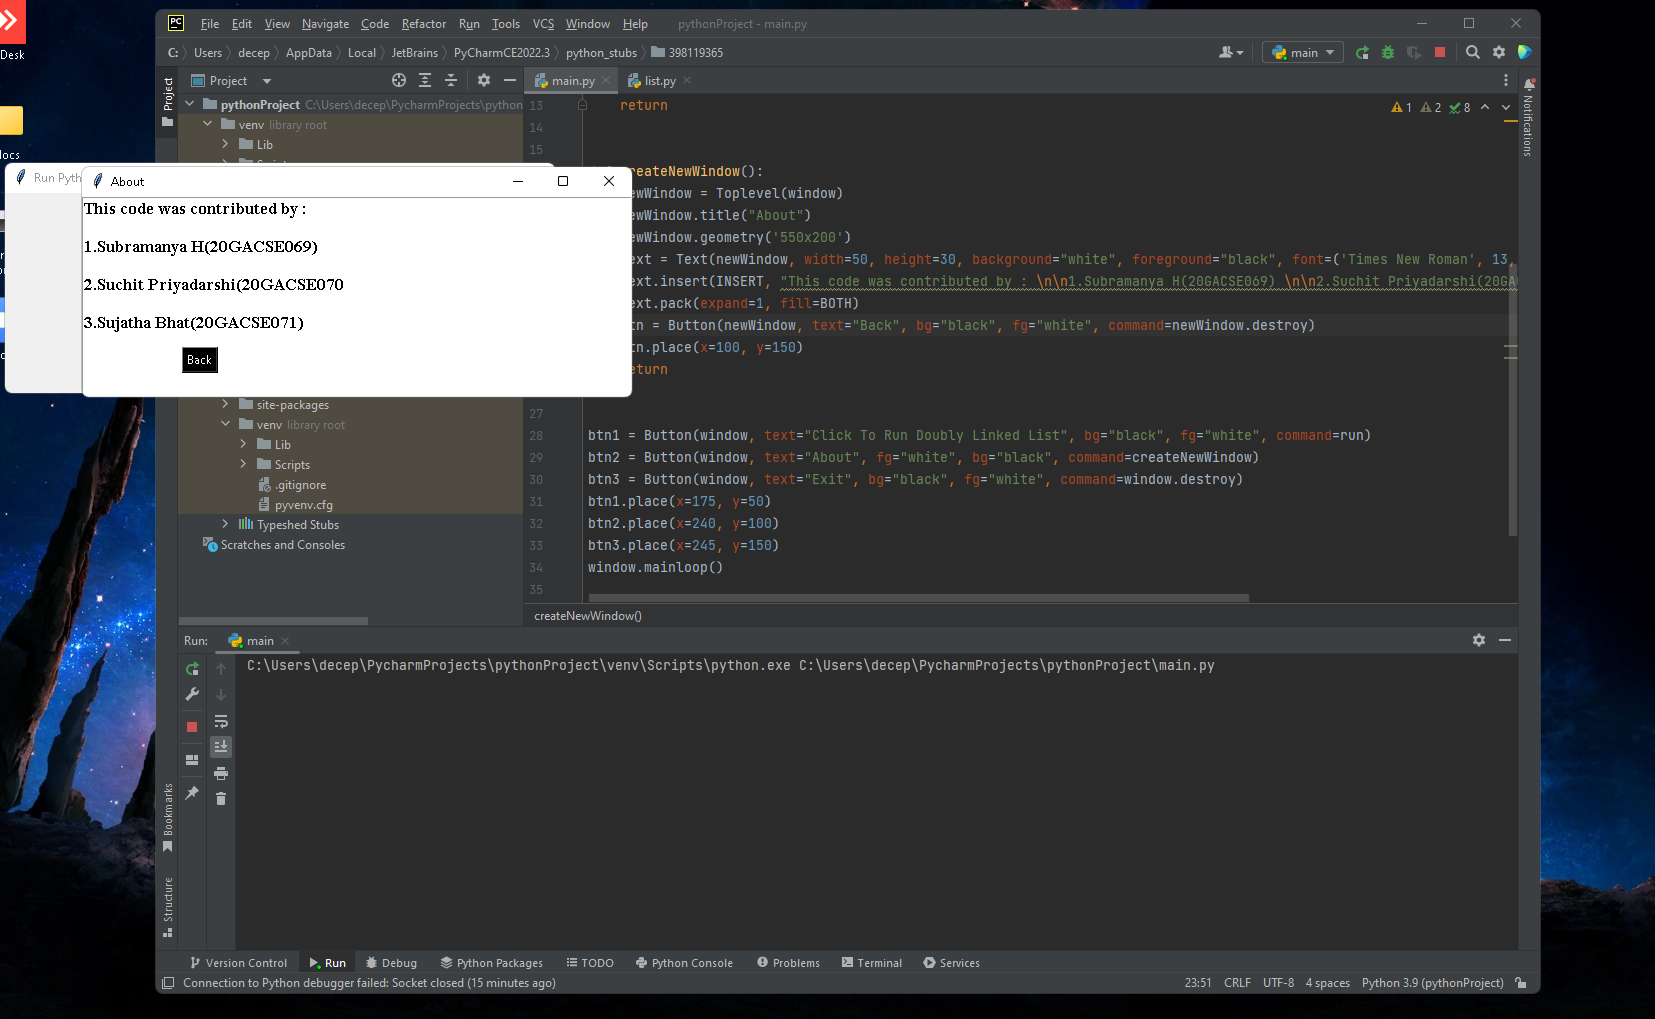 Desk
PC File Edit View Navigate Code Refactor Run Tools VCS Window Help pythonProject - main.py
C: Users decep AppData Local JetBrains PyCharmCE2022.3 python_stubs 398119365 main
Project
Project
main.py
list.py
pythonProject C:\Users\decep\PycharmProjects\python
venv library root
Lib
13 return
14
15
1 2 8
Notifications
Run Pyth
About
This code was contributed by :
1.Subramanya H(20GACSE069)
2.Suchit Priyadarshi(20GACSE070
3.Sujatha Bhat(20GACSE071)
Back
reateNewWindow():
ewWindow = Toplevel(window)
ewWindow.title("About")
ewWindow.geometry('550x200')
ext = Text(newWindow, width=50, height=30, background="white", foreground="black", font=('Times New Roman', 13,
ext.insert(INSERT, "This code was contributed by : \n\n1.Subramanya H(20GACSE069) \n\n2.Suchit Priyadarshi(20GA
ext.pack(expand=1, fill=BOTH)
tn = Button(newWindow, text="Back", bg="black", fg="white", command=newWindow.destroy)
tn.place(x=100, y=150)
eturn
27
28 btn1 = Button(window, text="Click To Run Doubly Linked List", bg="black", fg="white", command=run)
29 btn2 = Button(window, text="About", fg="white", bg="black", command=createNewWindow)
30 btn3 = Button(window, text="Exit", bg="black", fg="white", command=window.destroy)
31 btn1.place(x=175, y=50)
32 btn2.place(x=240, y=100)
33 btn3.place(x=245, y=150)
34 window.mainloop()
35
createNewWindow()
site-packages
venv library root
Lib
Scripts
.gitignore
pyvenv.cfg
Typeshed Stubs
Scratches and Consoles
Run: main
C:\Users\decep\PycharmProjects\pythonProject\venv\Scripts\python.exe C:\Users\decep\PycharmProjects\pythonProject\main.py
Bookmarks
Structure
Version Control Run Debug Python Packages TODO Python Console Problems Terminal Services
Connection to Python debugger failed: Socket closed (15 minutes ago) 23:51 CRLF UTF-8 4 spaces Python 3.9 (pythonProject)